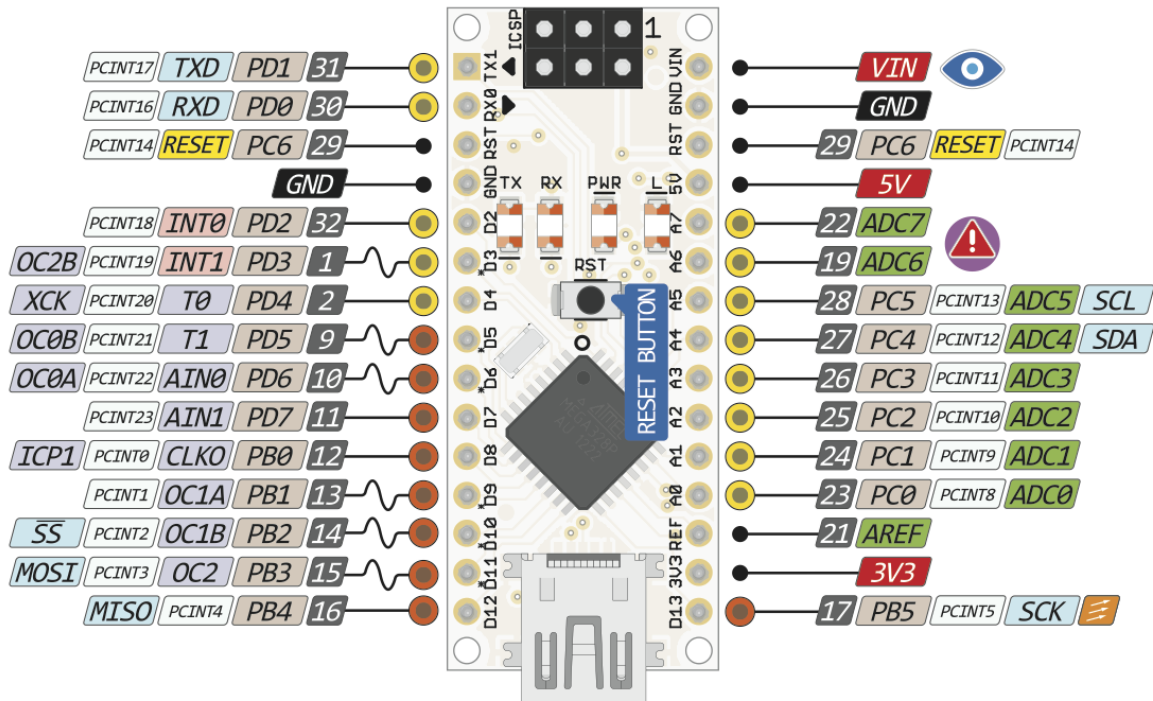 ICSP 1
PCINT17 TXD PD1 31 TX1 VIN VIN
PCINT16 RXD PD0 30 RX0 GND GND
PCINT14 RESET PC6 29 RST RST 29 PC6 RESET PCINT14
GND GND 5V 5V
TX RX PWR L
PCINT18 INT0 PD2 32 D2 A7 22 ADC7
OC2B PCINT19 INT1 PD3 1 *D3 A6 19 ADC6
RST
XCK PCINT20 T0 PD4 2 D4 A5 28 PC5 PCINT13 ADC5 SCL
OC0B PCINT21 T1 PD5 9 *D5 A4 27 PC4 PCINT12 ADC4 SDA
RESET BUTTON
OC0A PCINT22 AIN0 PD6 10 *D6 A3 26 PC3 PCINT11 ADC3
PCINT23 AIN1 PD7 11 D7 A2 25 PC2 PCINT10 ADC2
ICP1 PCINT0 CLKO PB0 12 D8 A1 24 PC1 PCINT9 ADC1
PCINT1 OC1A PB1 13 *D9 A0 23 PC0 PCINT8 ADC0
SS PCINT2 OC1B PB2 14 *D10 REF 21 AREF
MOSI PCINT3 OC2 PB3 15 *D11 3V3 3V3
MISO PCINT4 PB4 16 D12 D13 17 PB5 PCINT5 SCK